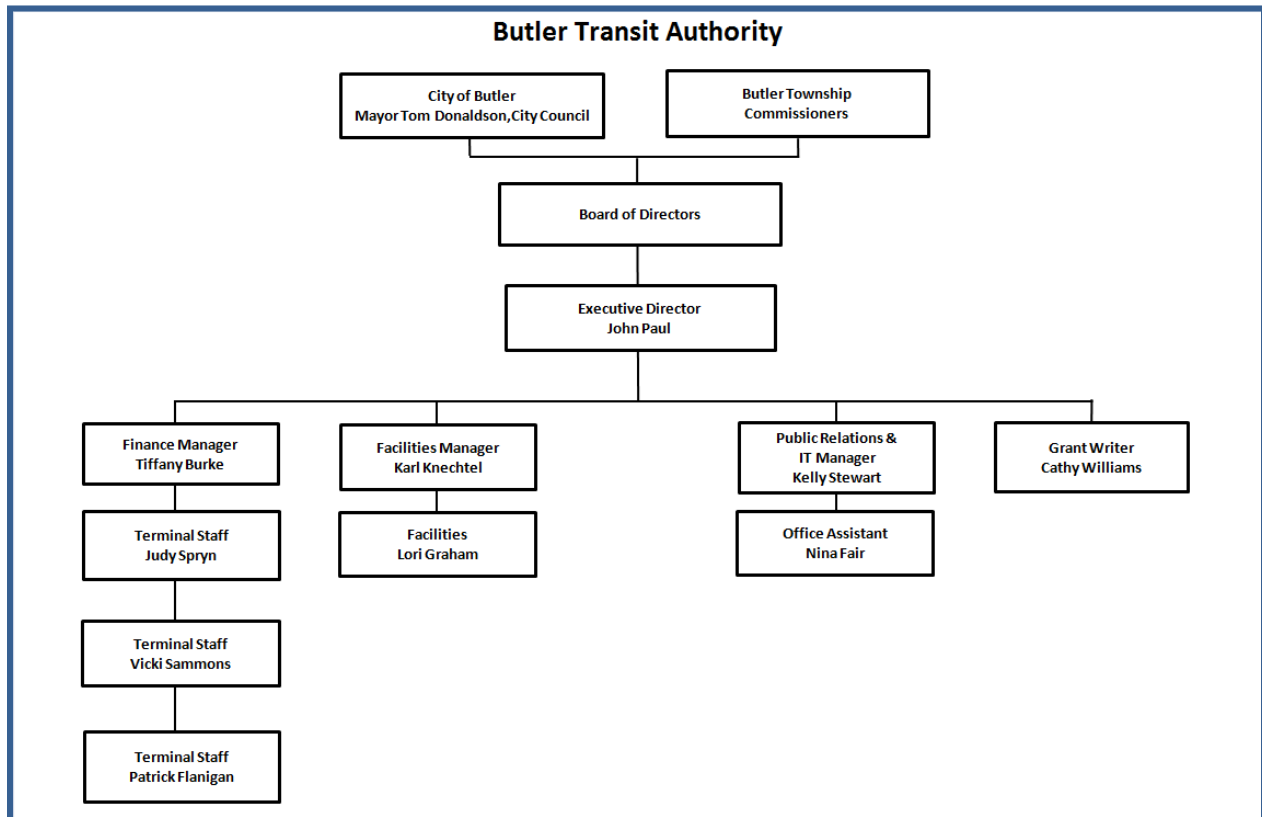 Butler Transit Authority
City of Butler
Mayor Tom Donaldson,City Council
Butler Township
Commissioners
Board of Directors
Executive Director
John Paul
Finance Manager
Tiffany Burke
Facilities Manager
Karl Knechtel
Public Relations &
IT Manager
Kelly Stewart
Grant Writer
Cathy Williams
Terminal Staff
Judy Spryn
Facilities
Lori Graham
Office Assistant
Nina Fair
Terminal Staff
Vicki Sammons
Terminal Staff
Patrick Flanigan